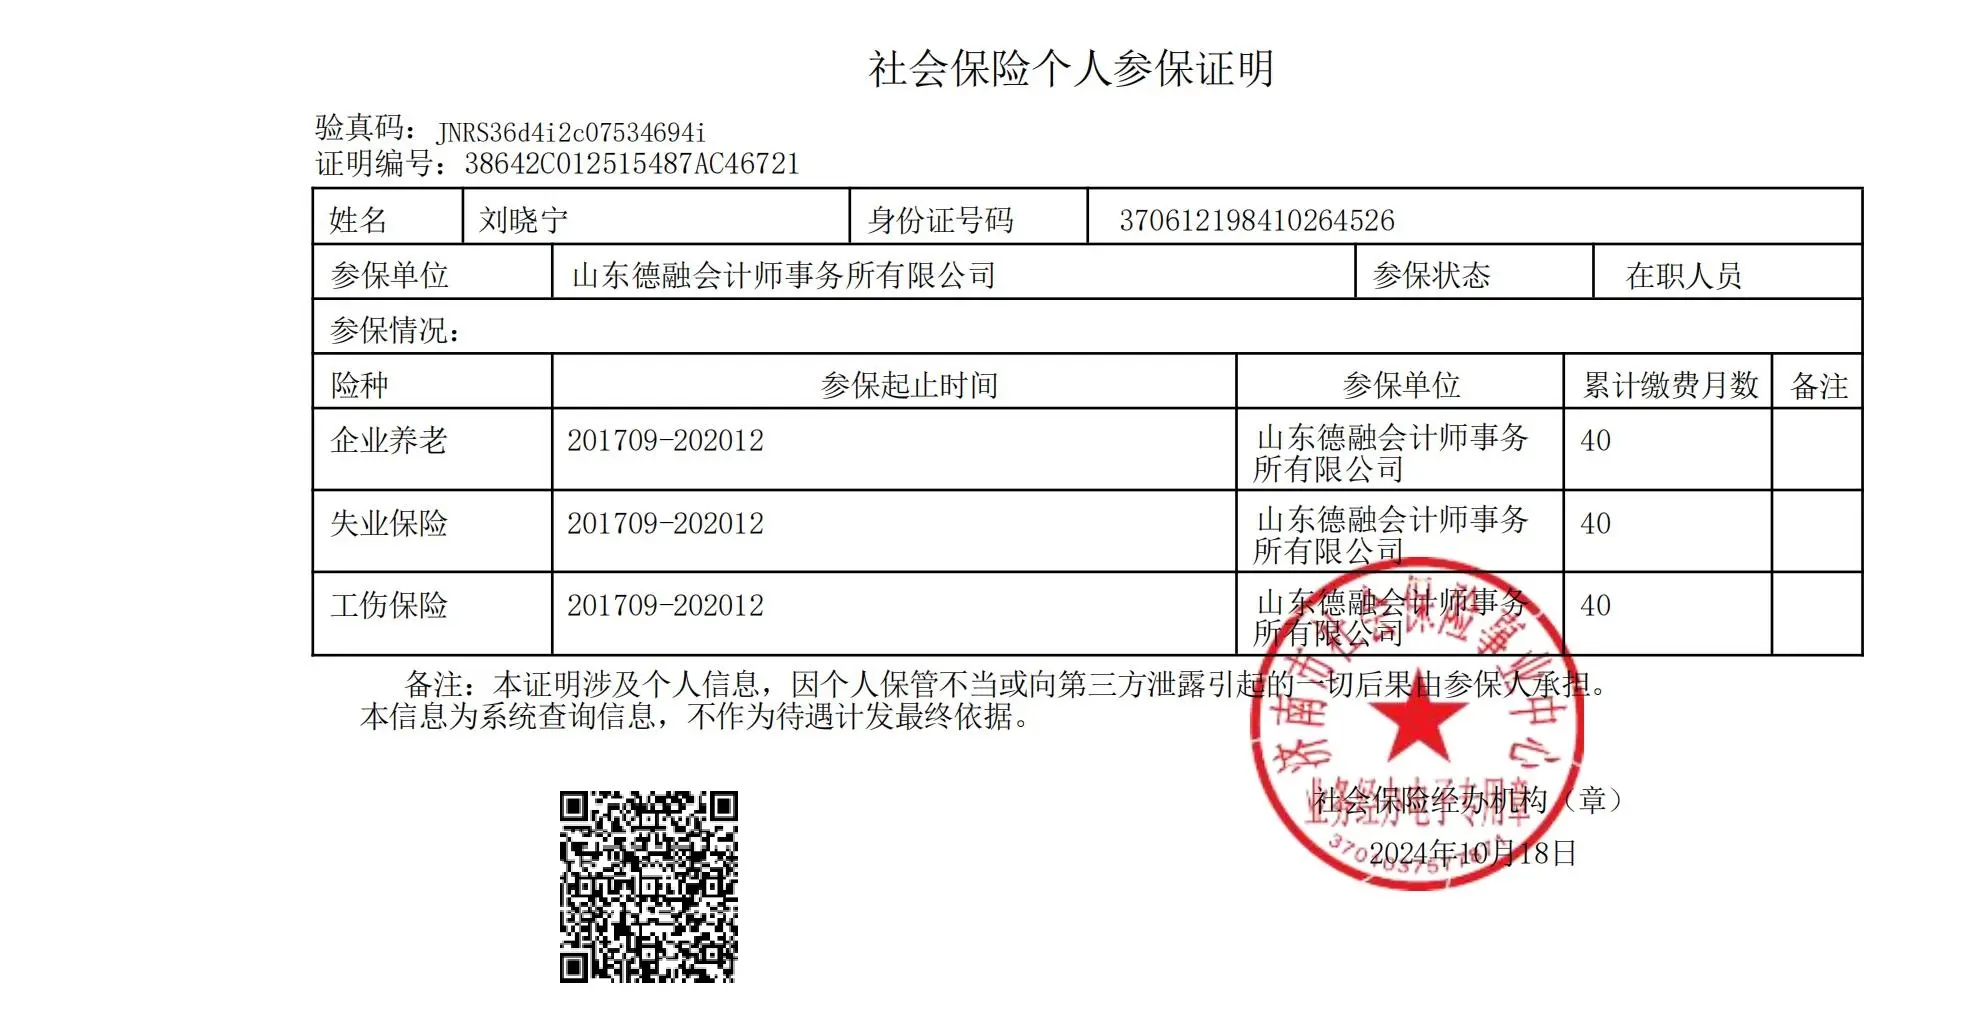 社会保险个人参保证明
验真码：JNRS36d4i2c07534694i
证明编号：38642C012515487AC46721
姓名 刘晓宁 身份证号码 370612198410264526
参保单位 山东德融会计师事务所有限公司 参保状态 在职人员
参保情况：
险种 参保起止时间 参保单位 累计缴费月数 备注
企业养老 201709-202012 山东德融会计师事务 40
所有限公司
失业保险 201709-202012 山东德融会计师事务 40
所有限公司
工伤保险 201709-202012 山东德融会计师事务 40
所有限公司
备注：本证明涉及个人信息，因个人保管不当或向第三方泄露引起的一切后果由参保人承担。
本信息为系统查询信息，不作为待遇计发最终依据。
济南市社会保险事业中心
业务经办电子专用章
社会保险经办机构（章）
2024年10月18日